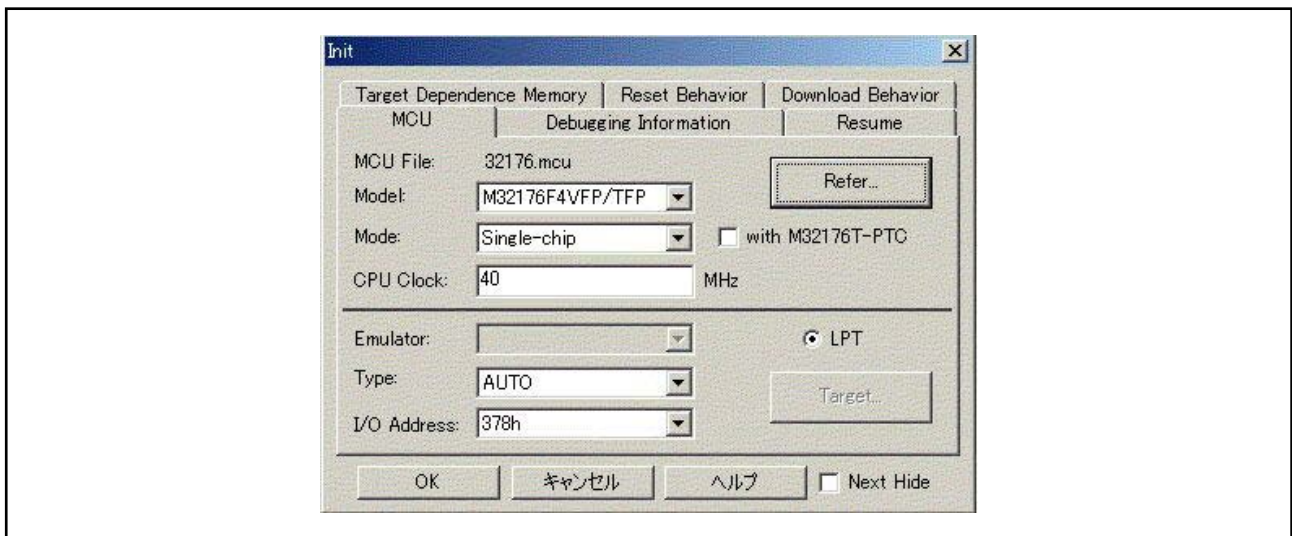 Init
Target Dependence Memory Reset Behavior Download Behavior
MCU Debugging Information Resume
MCU File: 32176.mcu
Refer...
Model: M32176F4VFP/TFP
Mode: Single-chip with M32176T-PTC
CPU Clock: 40 MHz
Emulator: LPT
Type: AUTO
Target...
I/O Address: 378h
OK キャンセル ヘルプ Next Hide